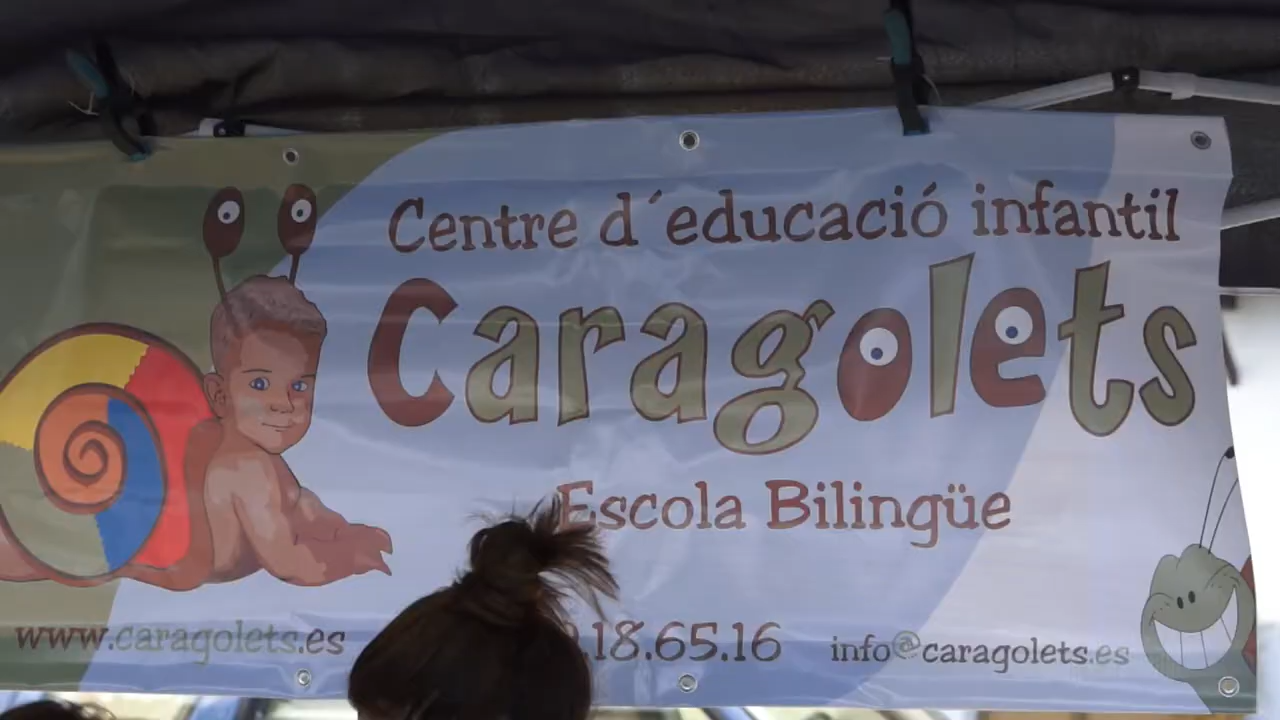 Centre d´educació infantil
Caragolets
Escola Bilingüe
www.caragolets.es .18.65.16 info@caragolets.es